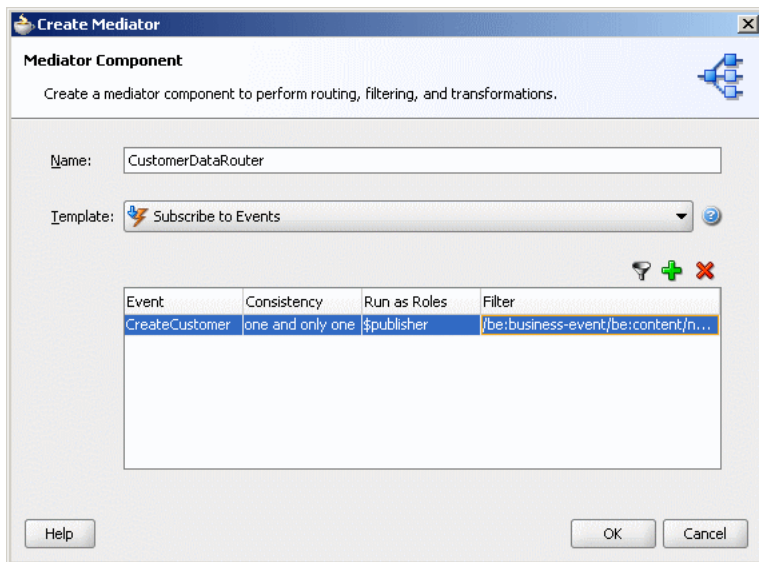 Create Mediator
Mediator Component
Create a mediator component to perform routing, filtering, and transformations.
Name: CustomerDataRouter
Template: Subscribe to Events
Event Consistency Run as Roles Filter
CreateCustomer one and only one $publisher /be:business-event/be:content/n...
Help OK Cancel